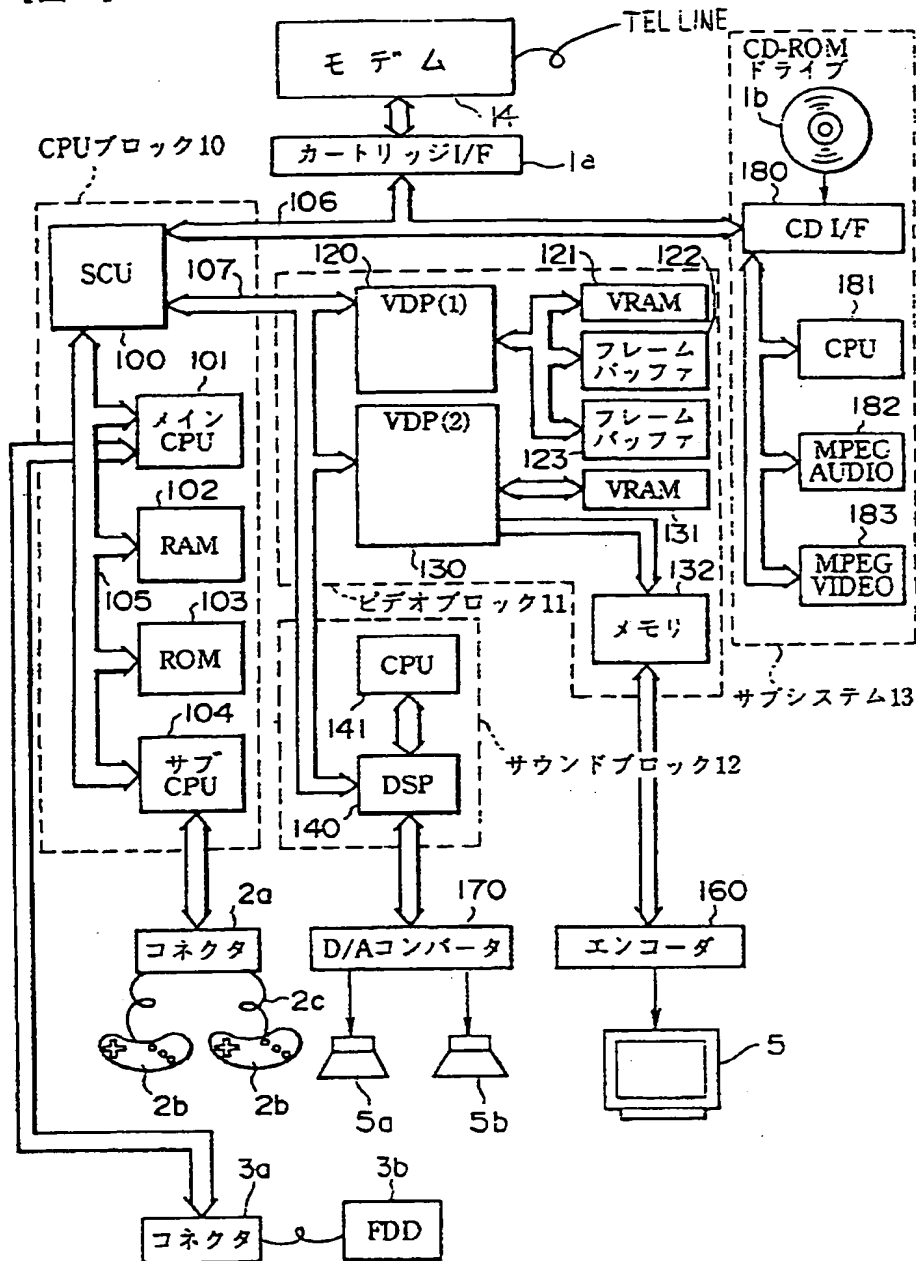 TEL LINE
モデム
14
カートリッジI/F
1a
CD-ROM
ドライブ
1b
CPUブロック10
106
180
CD I/F
SCU
107
100
120
VDP(1)
121
122
VRAM
フレーム
バッファ
フレーム
バッファ
123
181
CPU
101
メイン
CPU
VDP(2)
130
VRAM
131
182
MPEG
AUDIO
102
RAM
105
183
MPEG
VIDEO
132
メモリ
ビデオブロック11
103
ROM
CPU
141
サブシステム13
104
サブ
CPU
DSP
140
サウンドブロック12
2a
コネクタ
170
D/Aコンバータ
160
エンコーダ
2c
2b
2b
5a
5b
5
3a
コネクタ
3b
FDD